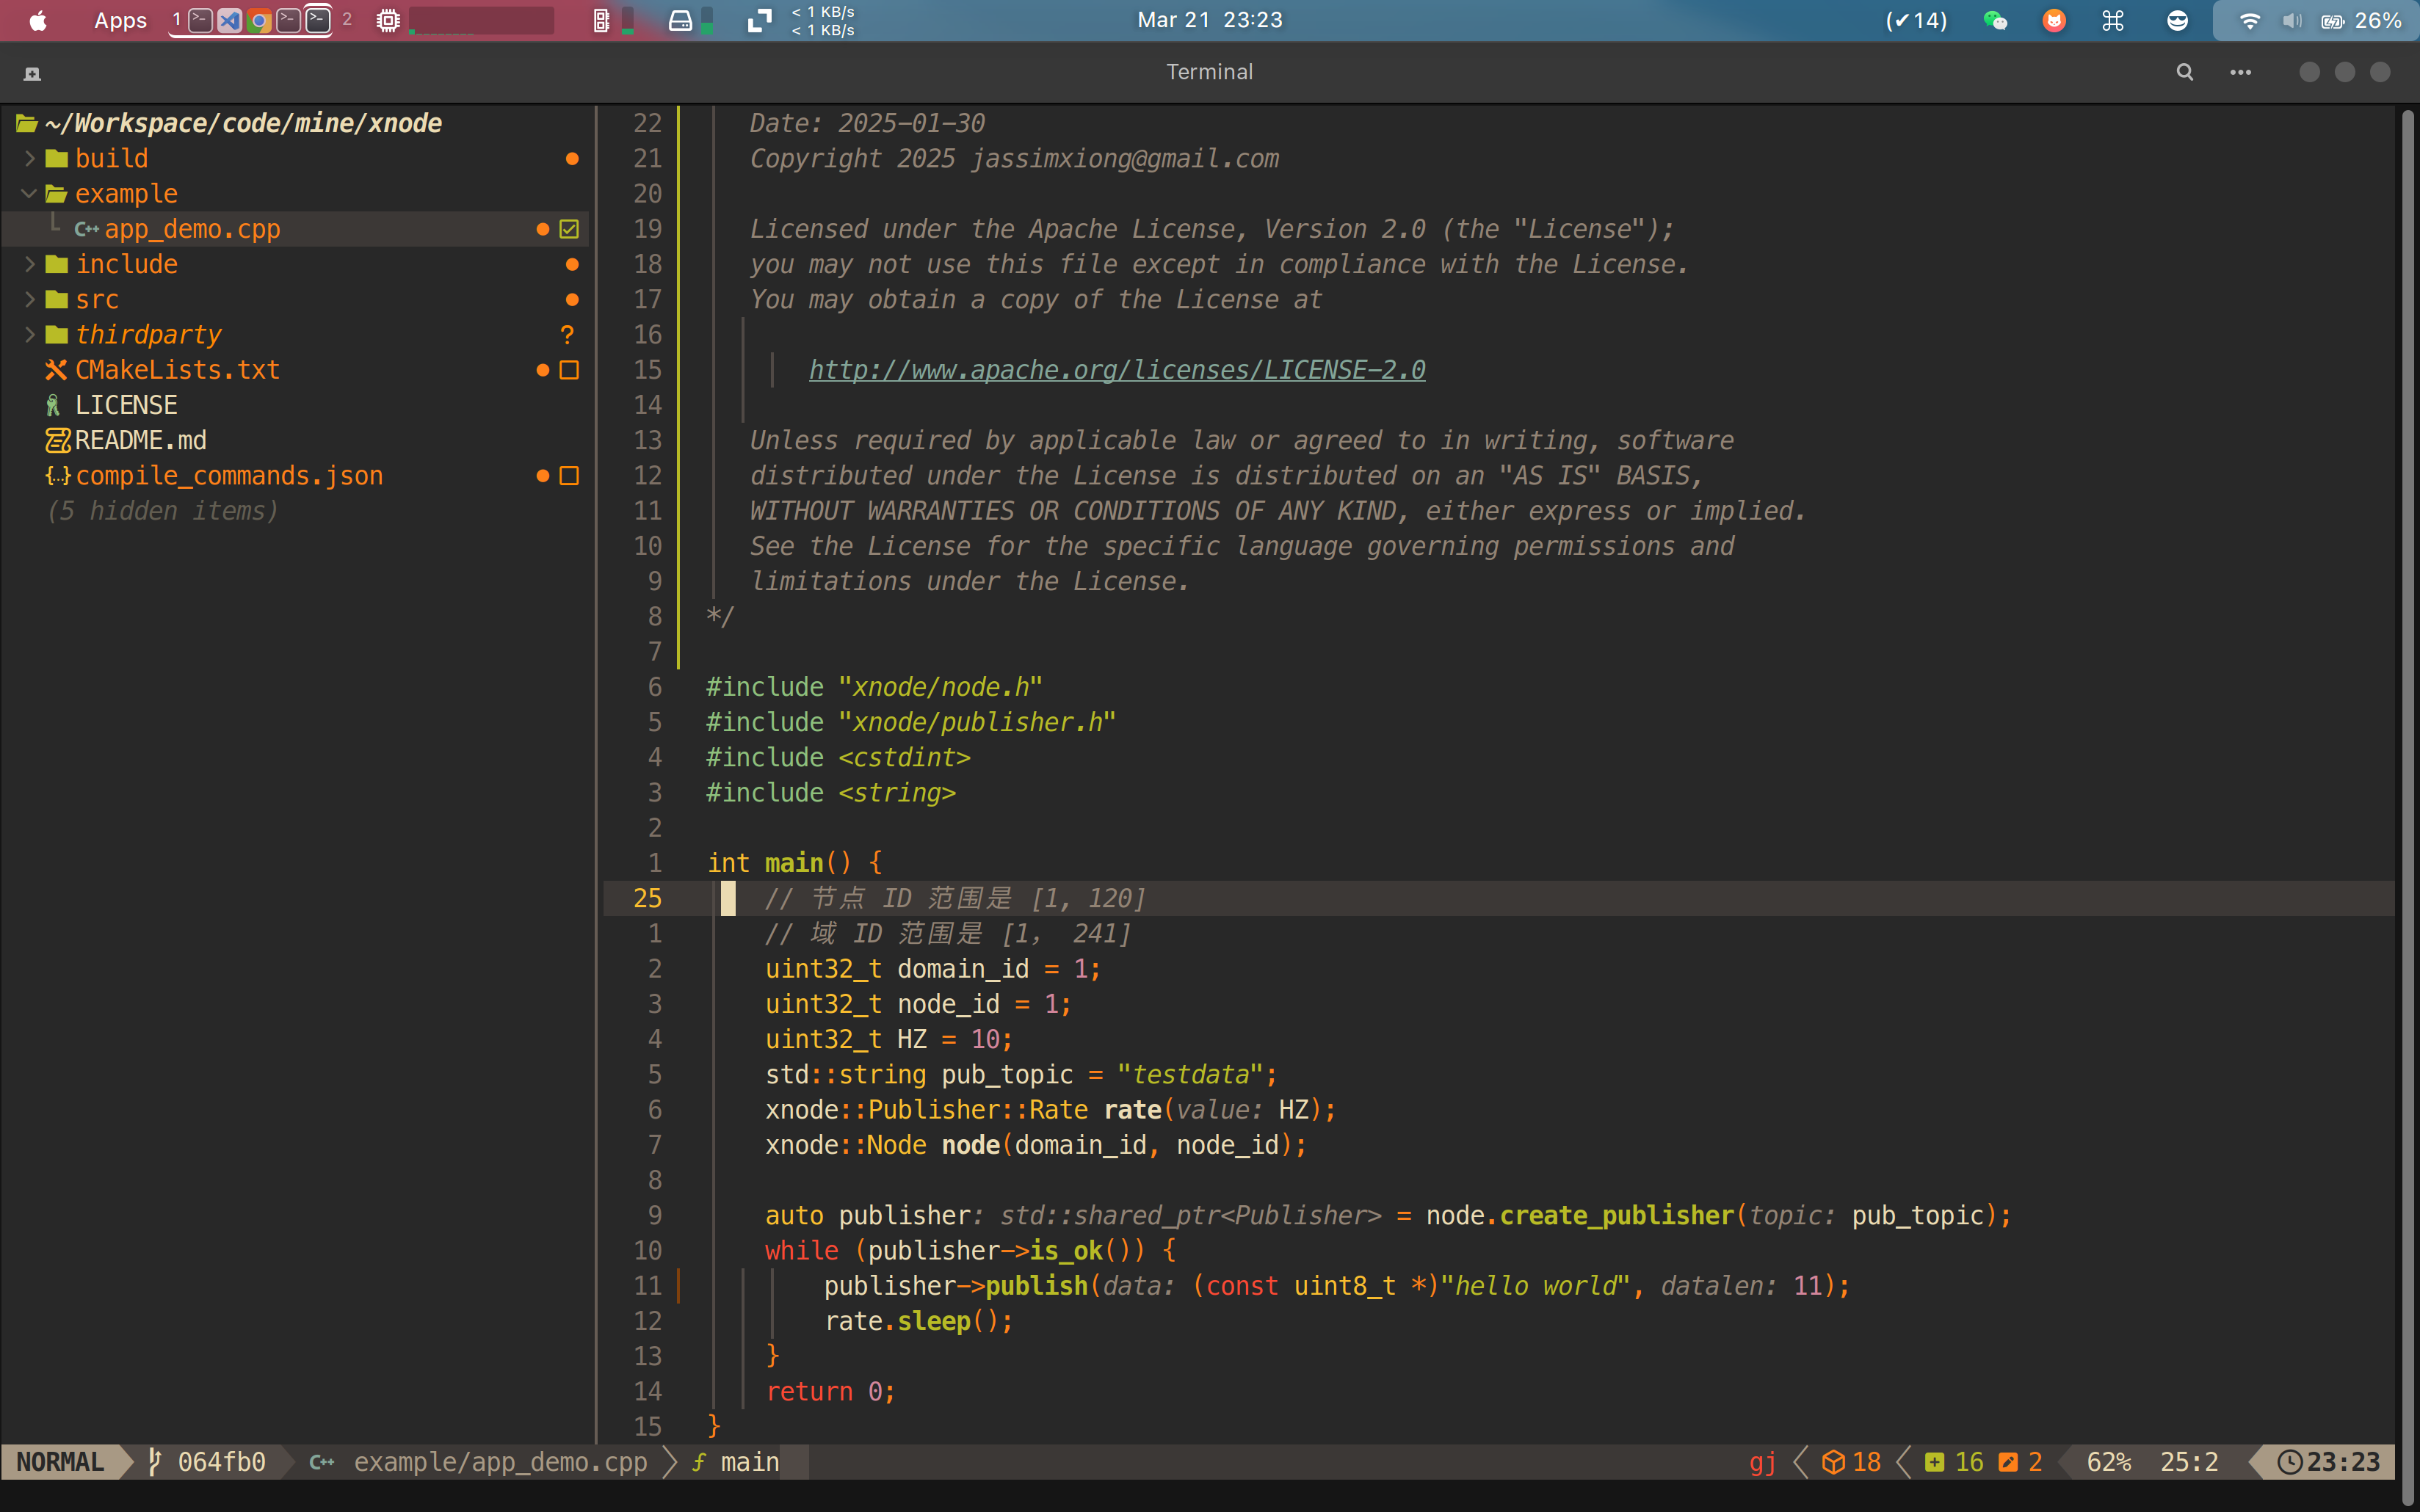 Apps 1 2 < 1 KB/s
< 1 KB/s
Mar 21 23:23
(✔14) 26%
Terminal
~/Workspace/code/mine/xnode
build
example
C++ app_demo.cpp
include
src
thirdparty ?
CMakeLists.txt
LICENSE
README.md
{..} compile_commands.json
(5 hidden items)
22 Date: 2025-01-30
21 Copyright 2025 jassimxiong@gmail.com
20
19 Licensed under the Apache License, Version 2.0 (the "License");
18 you may not use this file except in compliance with the License.
17 You may obtain a copy of the License at
16
15 http://www.apache.org/licenses/LICENSE-2.0
14
13 Unless required by applicable law or agreed to in writing, software
12 distributed under the License is distributed on an "AS IS" BASIS,
11 WITHOUT WARRANTIES OR CONDITIONS OF ANY KIND, either express or implied.
10 See the License for the specific language governing permissions and
9 limitations under the License.
8 */
7
6 #include "xnode/node.h"
5 #include "xnode/publisher.h"
4 #include <cstdint>
3 #include <string>
2
1 int main() {
25 // 节点 ID 范围是 [1, 120]
1 // 域 ID 范围是 [1， 241]
2 uint32_t domain_id = 1;
3 uint32_t node_id = 1;
4 uint32_t HZ = 10;
5 std::string pub_topic = "testdata";
6 xnode::Publisher::Rate rate(value: HZ);
7 xnode::Node node(domain_id, node_id);
8
9 auto publisher: std::shared_ptr<Publisher> = node.create_publisher(topic: pub_topic);
10 while (publisher->is_ok()) {
11 publisher->publish(data: (const uint8_t *)"hello world", datalen: 11);
12 rate.sleep();
13 }
14 return 0;
15 }
NORMAL 064fb0 C++ example/app_demo.cpp ƒ main gj 18 16 2 62% 25:2 23:23